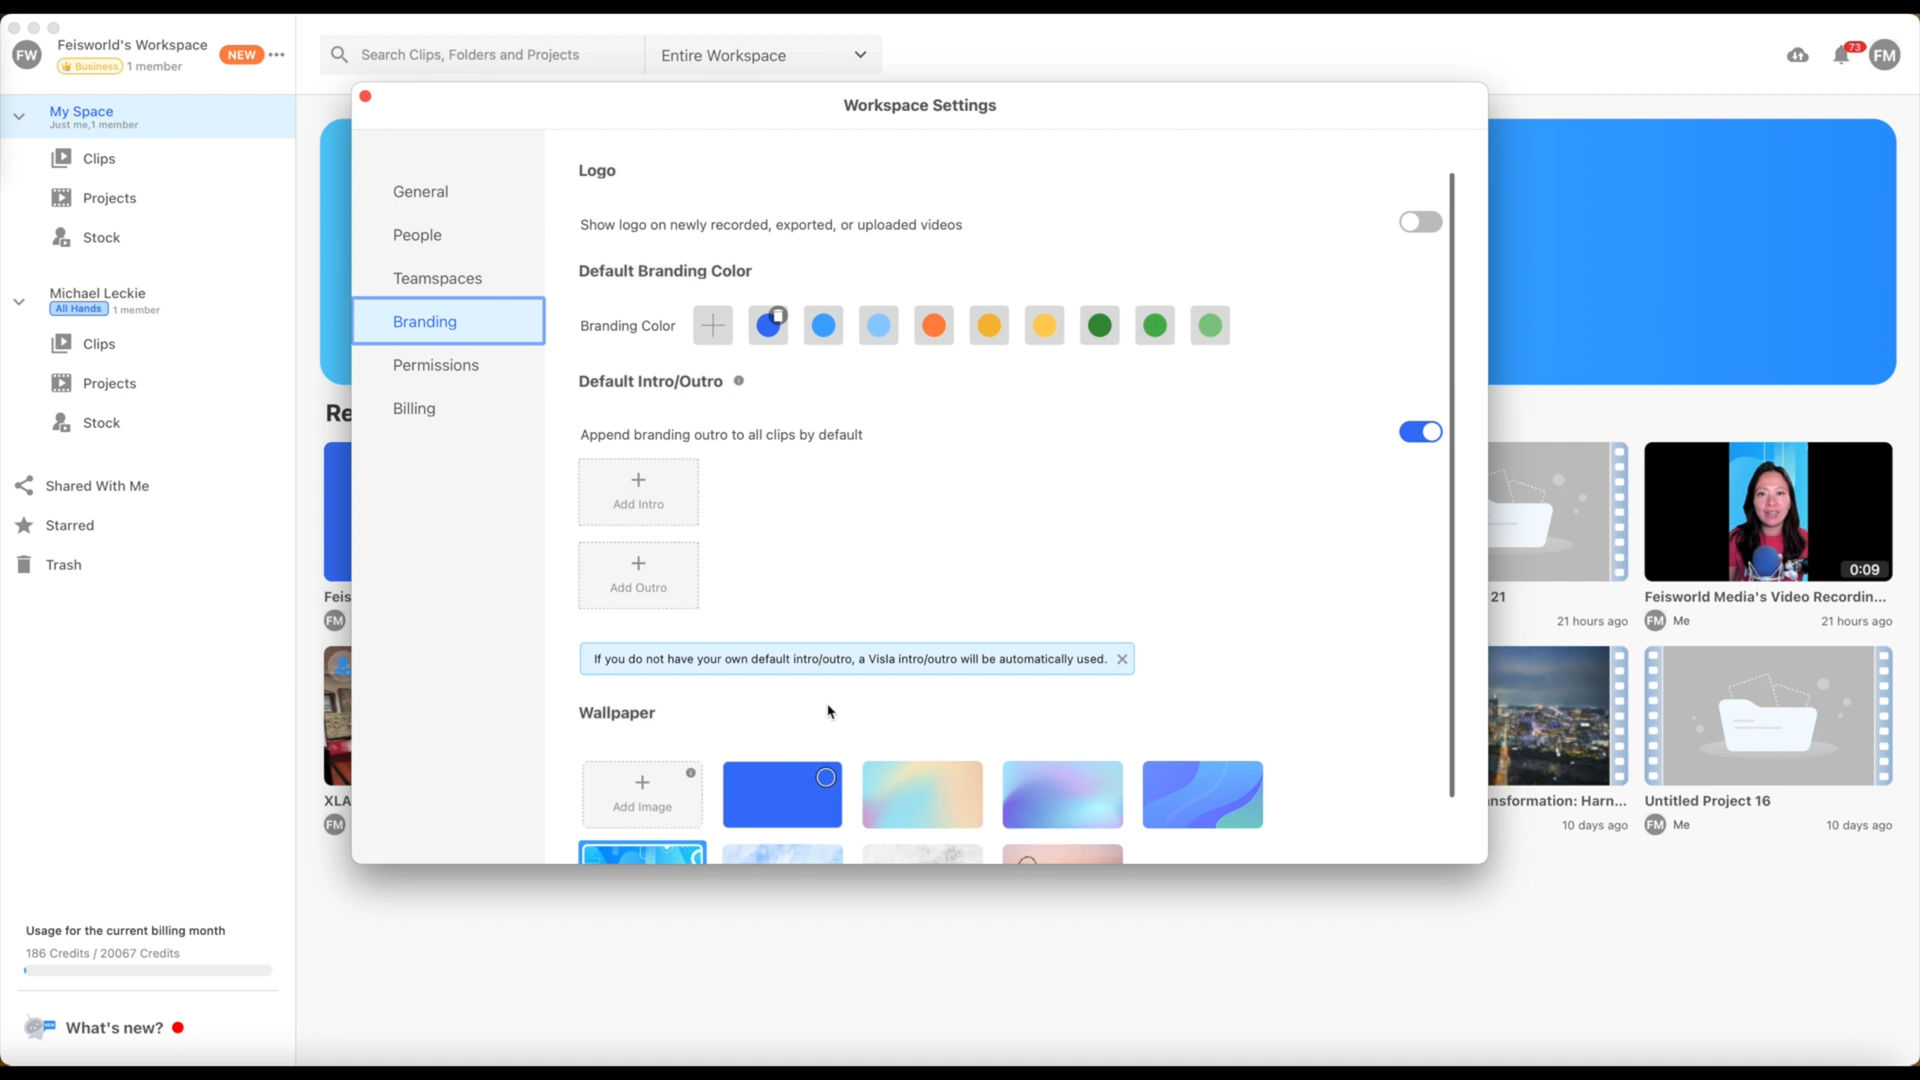 FW
Feisworld's Workspace
Business 1 member
NEW
Search Clips, Folders and Projects
Entire Workspace
73
FM
My Space
Just me,1 member
Clips
Projects
Stock
Michael Leckie
All Hands 1 member
Clips
Projects
Stock
Shared With Me
Starred
Trash
Usage for the current billing month
186 Credits / 20067 Credits
What's new?
Workspace Settings
General
People
Teamspaces
Branding
Permissions
Billing
Logo
Show logo on newly recorded, exported, or uploaded videos
Default Branding Color
Branding Color
Default Intro/Outro
Append branding outro to all clips by default
Add Intro
Add Outro
If you do not have your own default intro/outro, a Visla intro/outro will be automatically used.
Wallpaper
Add Image
Re
Feis
FM
XLA
FM
21
21 hours ago
0:09
Feisworld Media's Video Recordin...
FM Me
21 hours ago
nsformation: Harn...
10 days ago
Untitled Project 16
FM Me
10 days ago